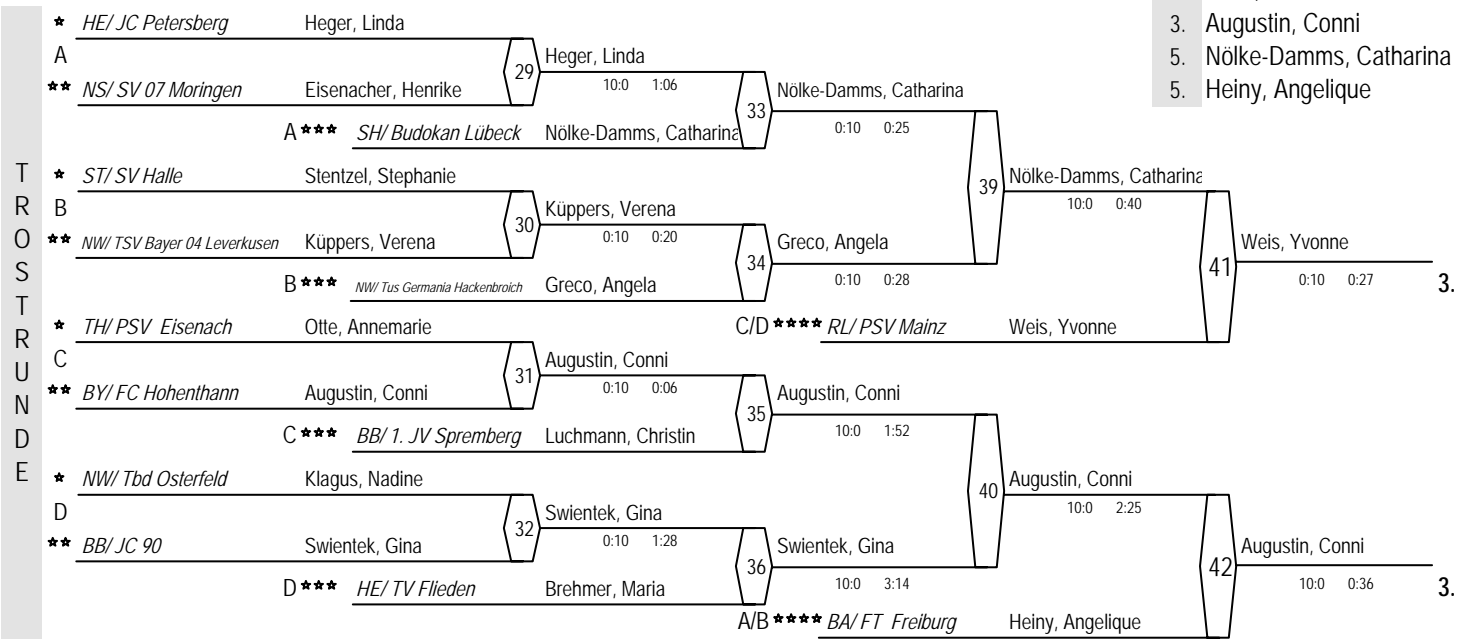 3. Augustin, Conni
5. Nölke-Damms, Catharina
5. Heiny, Angelique
TROSTRUNDE
* HE/ JC Petersberg Heger, Linda
A
** NS/ SV 07 Moringen Eisenacher, Henrike
29 Heger, Linda
10:0 1:06
A *** SH/ Budokan Lübeck Nölke-Damms, Catharina
33 Nölke-Damms, Catharina
0:10 0:25
* ST/ SV Halle Stentzel, Stephanie
B
** NW/ TSV Bayer 04 Leverkusen Küppers, Verena
30 Küppers, Verena
0:10 0:20
B *** NW/ Tus Germania Hackenbroich Greco, Angela
34 Greco, Angela
0:10 0:28
39 Nölke-Damms, Catharina
10:0 0:40
C/D **** RL/ PSV Mainz Weis, Yvonne
41 Weis, Yvonne
0:10 0:27 3.
* TH/ PSV Eisenach Otte, Annemarie
C
** BY/ FC Hohenthann Augustin, Conni
31 Augustin, Conni
0:10 0:06
C *** BB/ 1. JV Spremberg Luchmann, Christin
35 Augustin, Conni
10:0 1:52
* NW/ Tbd Osterfeld Klagus, Nadine
D
** BB/ JC 90 Swientek, Gina
32 Swientek, Gina
0:10 1:28
D *** HE/ TV Flieden Brehmer, Maria
36 Swientek, Gina
10:0 3:14
40 Augustin, Conni
10:0 2:25
A/B **** BA/ FT Freiburg Heiny, Angelique
42 Augustin, Conni
10:0 0:36 3.